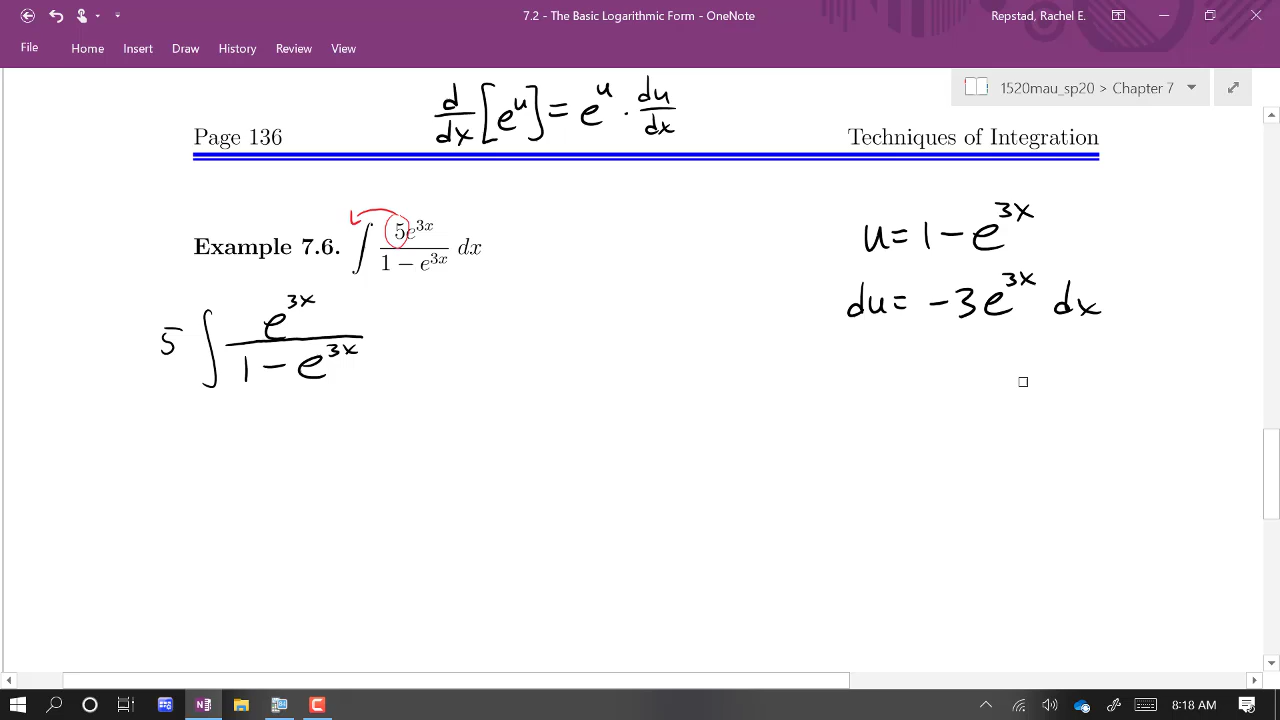 7.2 - The Basic Logarithmic Form - OneNote
Repstad, Rachel E.
File Home Insert Draw History Review View
1520mau_sp20 > Chapter 7
d/dx [e^u] = e^u · du/dx
Page 136
Techniques of Integration
Example 7.6. ∫ 5e^{3x}/(1 − e^{3x}) dx
u = 1 − e^{3x}
du = −3e^{3x} dx
5 ∫ e^{3x}/(1 − e^{3x})
8:18 AM